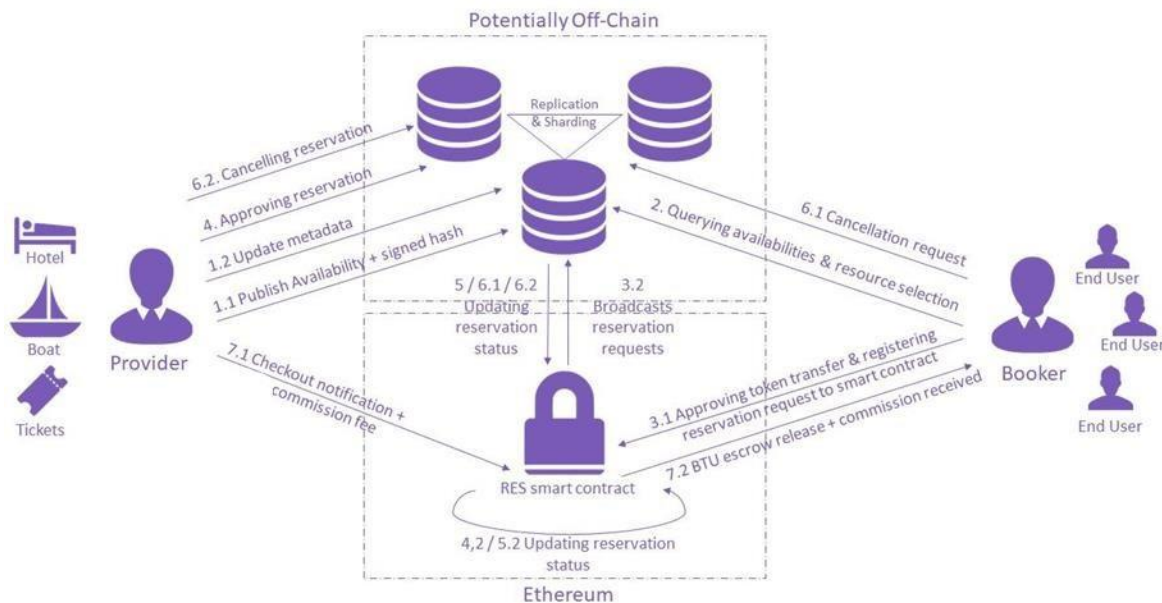 Potentially Off-Chain
Replication
& Sharding
6.2. Cancelling reservation
4. Approving reservation
1.2 Update metadata
1.1 Publish Availability + signed hash
6.1 Cancellation request
2. Querying availabilities & resource selection
Hotel
Boat
Tickets
Provider
End User
End User
End User
Booker
5 / 6.1 / 6.2
Updating
reservation
status
3.2
Broadcasts
reservation
requests
7.1 Checkout notification +
commission fee
3.1 Approving token transfer & registering
reservation request to smart contract
7.2 BTU escrow release + commission received
RES smart contract
4,2 / 5.2 Updating reservation
status
Ethereum